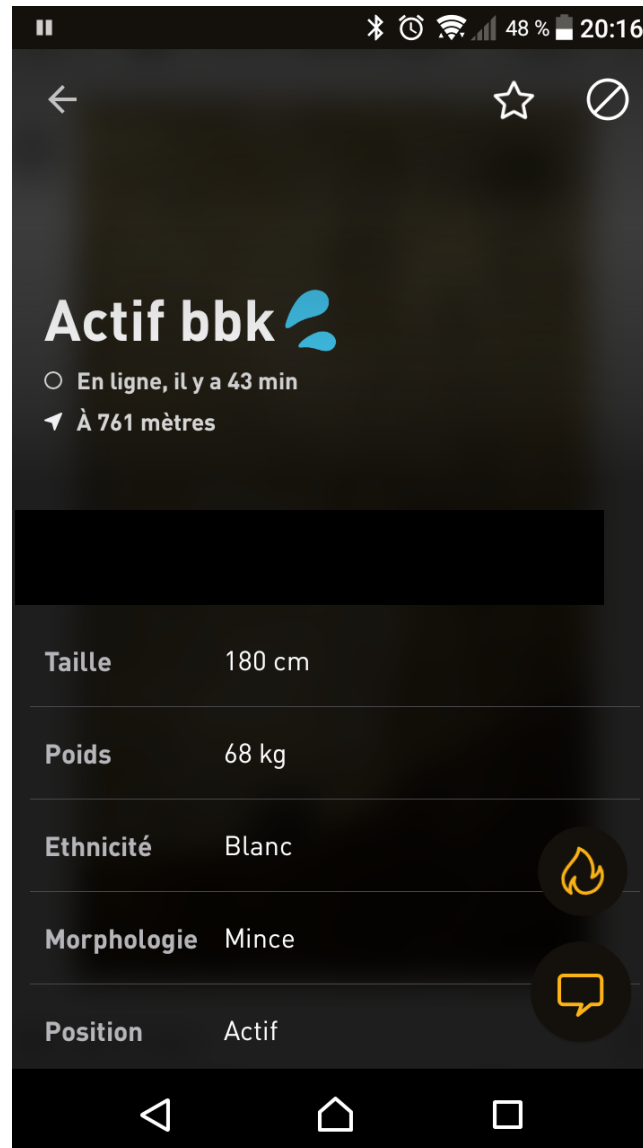 48 % 20:16
Actif bbk
En ligne, il y a 43 min
À 761 mètres
Taille 180 cm
Poids 68 kg
Ethnicité Blanc
Morphologie Mince
Position Actif